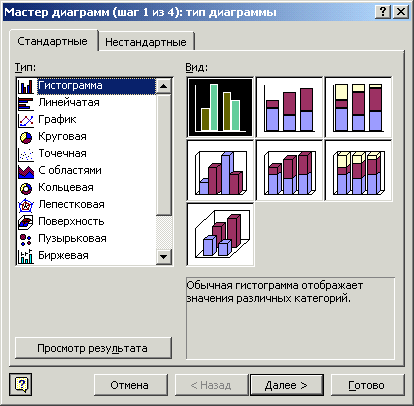 Мастер диаграмм (шаг 1 из 4): тип диаграммы
Стандартные
Нестандартные
Тип:
Гистограмма
Линейчатая
График
Круговая
Точечная
С областями
Кольцевая
Лепестковая
Поверхность
Пузырьковая
Биржевая
Вид:
Обычная гистограмма отображает
значения различных категорий.
Просмотр результата
Отмена
< Назад
Далее >
Готово